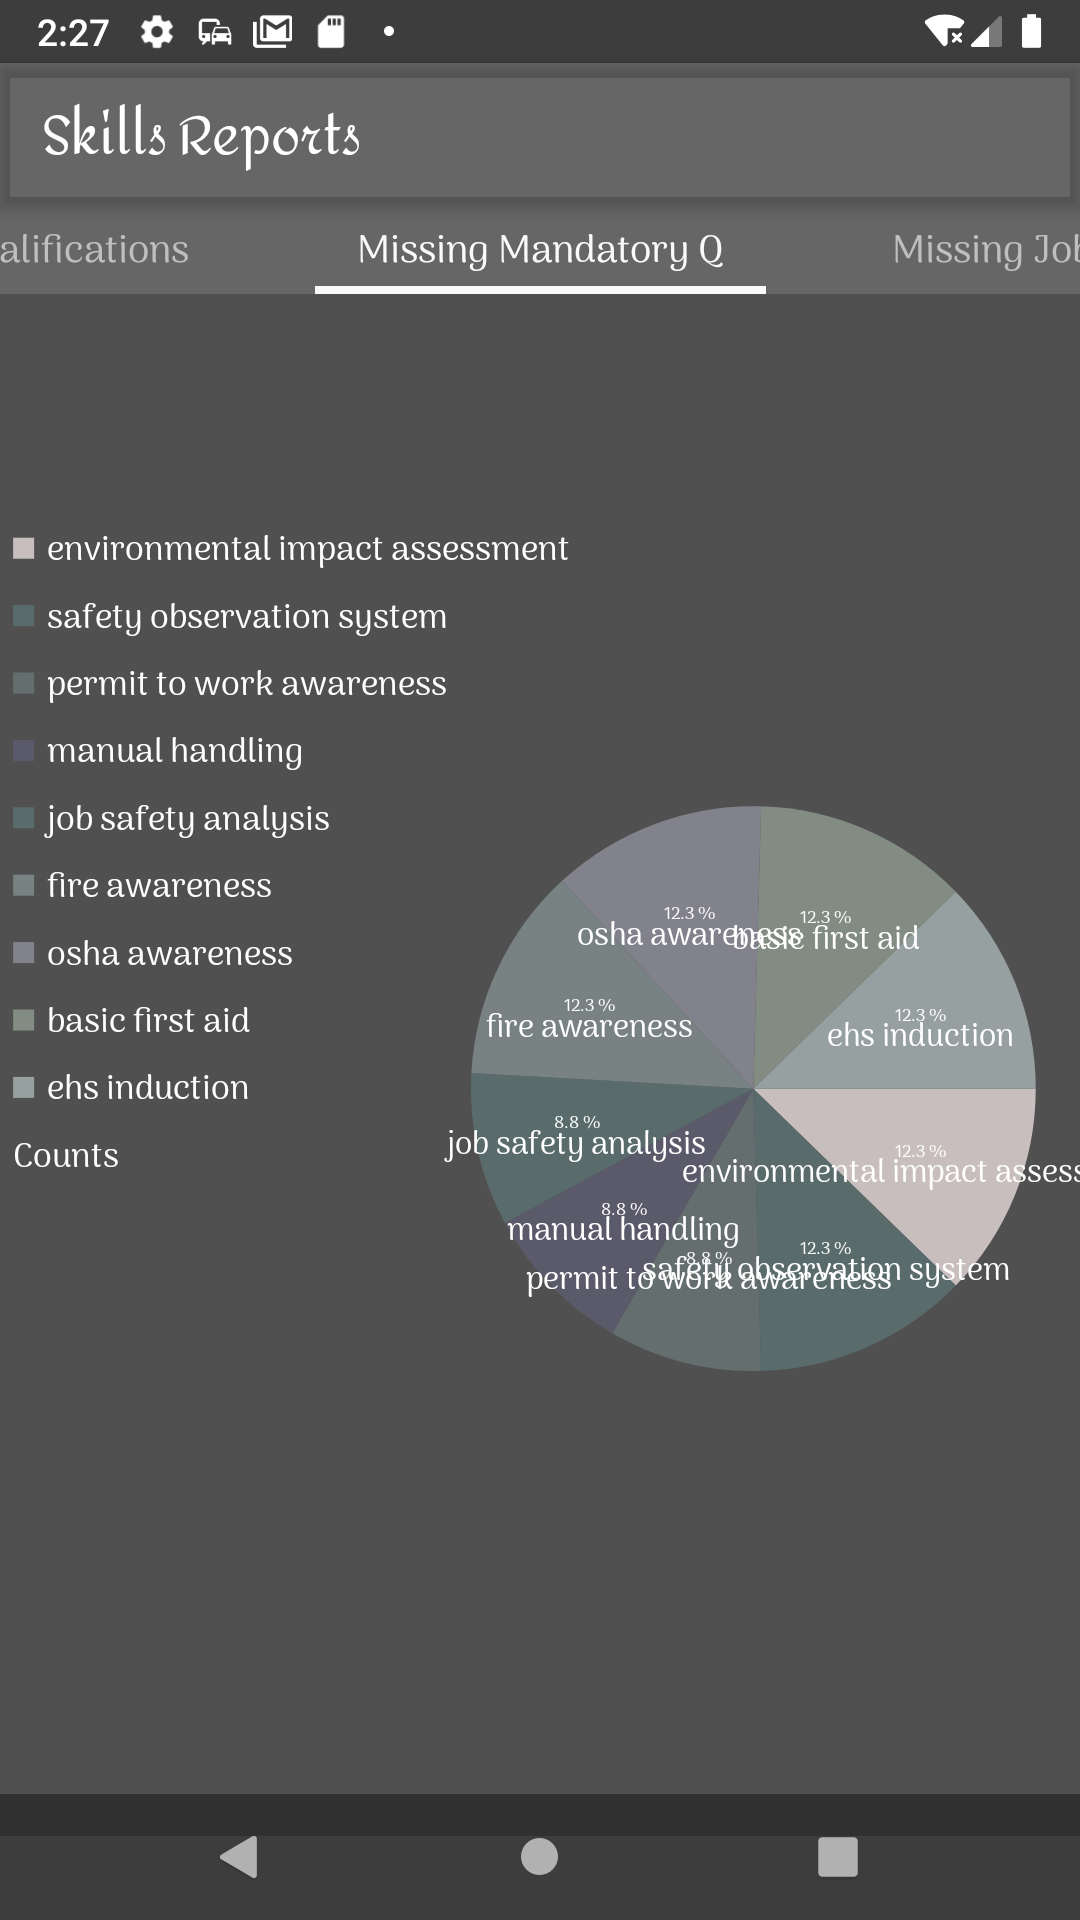 2:27
Skills Reports
alifications
Missing Mandatory Q
Missing Job
environmental impact assessment
safety observation system
permit to work awareness
manual handling
job safety analysis
fire awareness
osha awareness
basic first aid
ehs induction
Counts
12.3 %
osha awareness
12.3 %
basic first aid
12.3 %
fire awareness
12.3 %
ehs induction
8.8 %
job safety analysis
12.3 %
environmental impact assess
8.8 %
manual handling
12.3 %
safety observation system
8.8 %
permit to work awareness